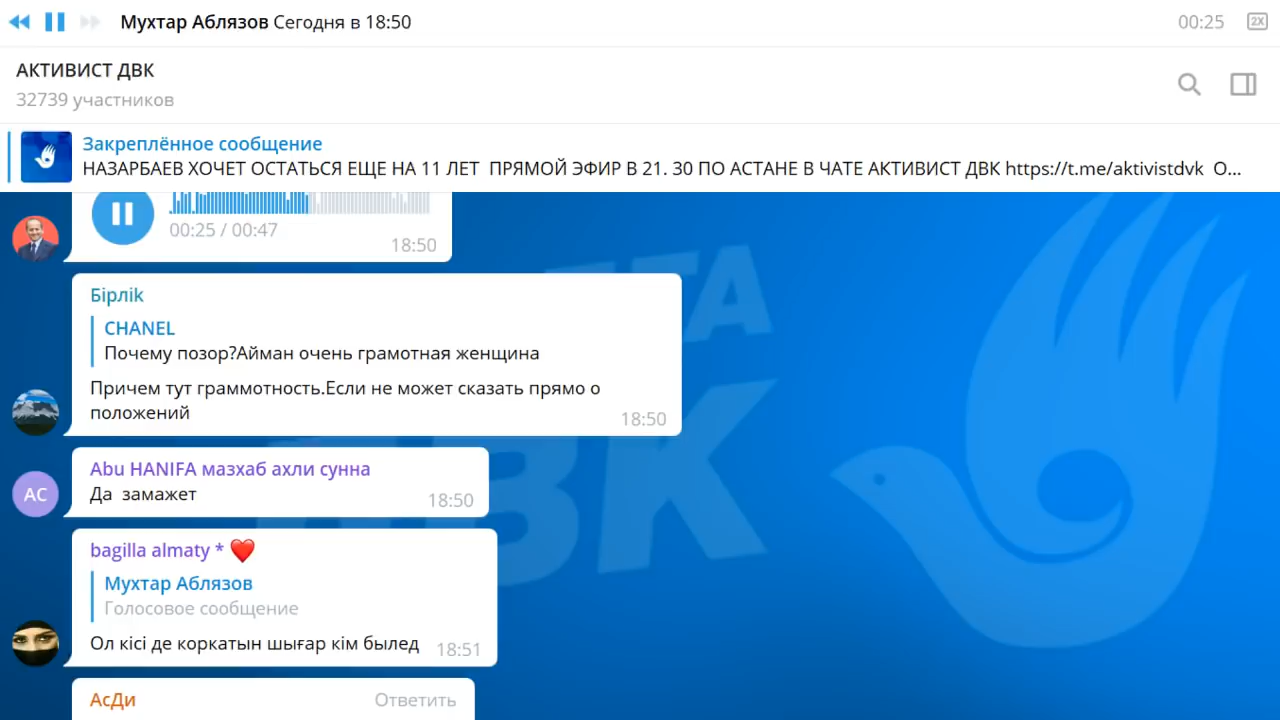 Мухтар Аблязов Сегодня в 18:50
00:25
2X
АКТИВИСТ ДВК
32739 участников
Закреплённое сообщение
НАЗАРБАЕВ ХОЧЕТ ОСТАТЬСЯ ЕЩЕ НА 11 ЛЕТ ПРЯМОЙ ЭФИР В 21. 30 ПО АСТАНЕ В ЧАТЕ АКТИВИСТ ДВК https://t.me/aktivistdvk О...
00:25 / 00:47
18:50
Бірлік
CHANEL
Почему позор?Айман очень грамотная женщина
Причем тут граммотность.Если не может сказать прямо о
положений
18:50
Abu HANIFA мазхаб ахли сунна
АС
Да замажет
18:50
bagilla almaty * ❤️
Мухтар Аблязов
Голосовое сообщение
Ол кісі де коркатын шығар кім былед
18:51
АсДи
Ответить